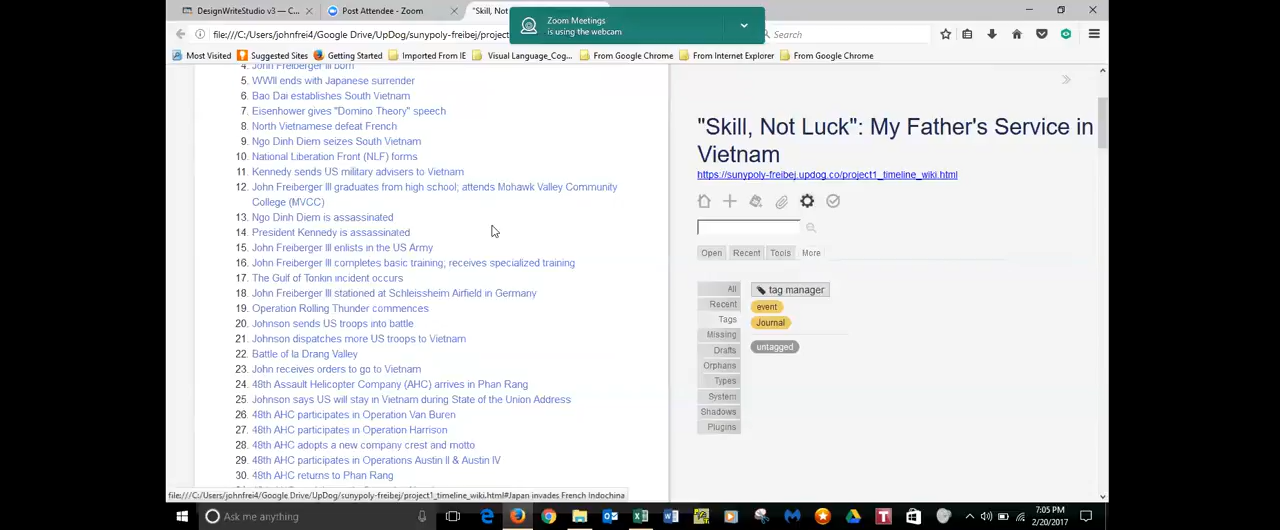 DesignWriteStudio v3 — C...
Post Attendee - Zoom
"Skill, Not Luck": M
Zoom Meetings
is using the webcam
file:///C:/Users/johnfrei4/Google Drive/UpDog/sunypoly-freibej/project
Search
Most Visited
Suggested Sites
Getting Started
Imported From IE
Visual Language_Cog...
From Google Chrome
From Internet Explorer
From Google Chrome
4. John Freiberger III born
5. WWII ends with Japanese surrender
6. Bao Dai establishes South Vietnam
7. Eisenhower gives "Domino Theory" speech
8. North Vietnamese defeat French
9. Ngo Dinh Diem seizes South Vietnam
10. National Liberation Front (NLF) forms
11. Kennedy sends US military advisers to Vietnam
12. John Freiberger III graduates from high school; attends Mohawk Valley Community
College (MVCC)
13. Ngo Dinh Diem is assassinated
14. President Kennedy is assassinated
15. John Freiberger III enlists in the US Army
16. John Freiberger III completes basic training; receives specialized training
17. The Gulf of Tonkin incident occurs
18. John Freiberger III stationed at Schleissheim Airfield in Germany
19. Operation Rolling Thunder commences
20. Johnson sends US troops into battle
21. Johnson dispatches more US troops to Vietnam
22. Battle of Ia Drang Valley
23. John receives orders to go to Vietnam
24. 48th Assault Helicopter Company (AHC) arrives in Phan Rang
25. Johnson says US will stay in Vietnam during State of the Union Address
26. 48th AHC participates in Operation Van Buren
27. 48th AHC participates in Operation Harrison
28. 48th AHC adopts a new company crest and motto
29. 48th AHC participates in Operations Austin II & Austin IV
30. 48th AHC returns to Phan Rang
file:///C:/Users/johnfrei4/Google Drive/UpDog/sunypoly-freibej/project1_timeline_wiki.html#Japan invades French Indochina
"Skill, Not Luck": My Father's Service in
Vietnam
https://sunypoly-freibej.updog.co/project1_timeline_wiki.html
Open
Recent
Tools
More
All
Recent
Tags
Missing
Drafts
Orphans
Types
System
Shadows
Plugins
tag manager
event
Journal
untagged
Ask me anything
7:05 PM
2/20/2017